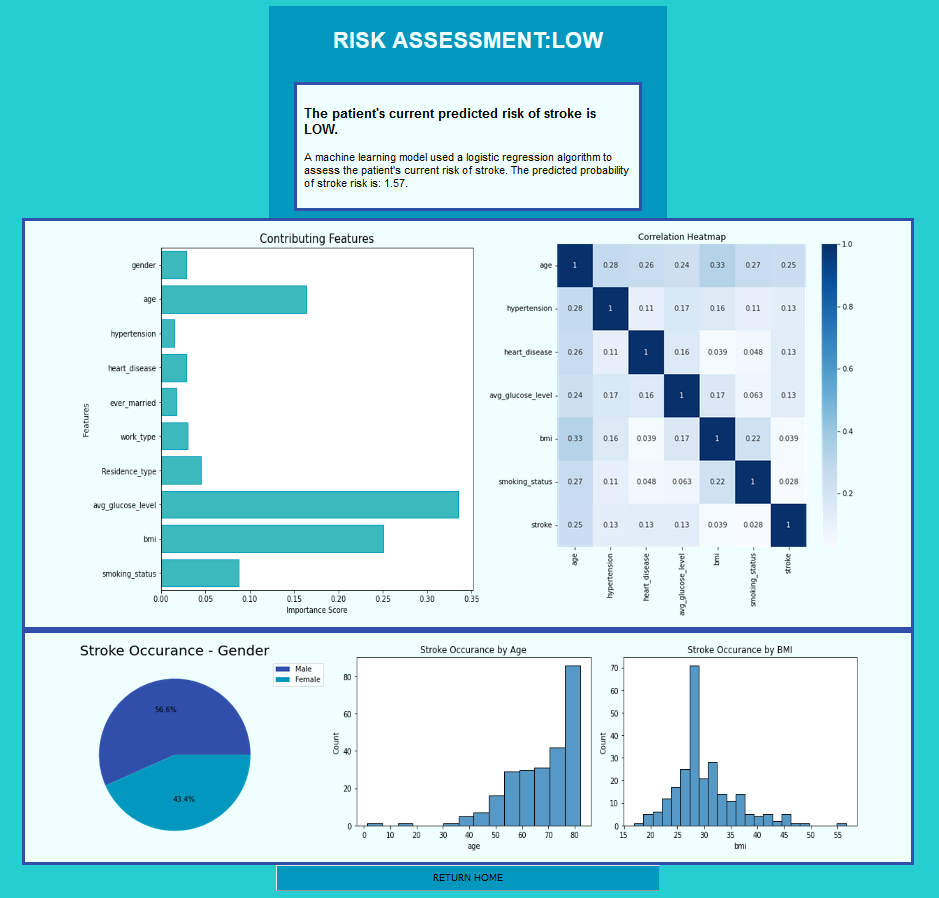 RISK ASSESSMENT:LOW
The patient's current predicted risk of stroke is
LOW.
A machine learning model used a logistic regression algorithm to
assess the patient's current risk of stroke. The predicted probability
of stroke risk is: 1.57.
Contributing Features
gender
age
hypertension
heart_disease
ever_married
work_type
Residence_type
avg_glucose_level
bmi
smoking_status
Features
0.00 0.05 0.10 0.15 0.20 0.25 0.30 0.35
Importance Score
Correlation Heatmap
age 1 0.28 0.26 0.24 0.33 0.27 0.25
hypertension 0.28 1 0.11 0.17 0.16 0.11 0.13
heart_disease 0.26 0.11 1 0.16 0.039 0.048 0.13
avg_glucose_level 0.24 0.17 0.16 1 0.17 0.063 0.13
bmi 0.33 0.16 0.039 0.17 1 0.22 0.039
smoking_status 0.27 0.11 0.048 0.063 0.22 1 0.028
stroke 0.25 0.13 0.13 0.13 0.039 0.028 1
age hypertension heart_disease avg_glucose_level bmi smoking_status stroke
1.0
0.8
0.6
0.4
0.2
Stroke Occurance - Gender
Male
Female
56.6%
43.4%
Stroke Occurance by Age
80
60
40
20
0
Count
0 10 20 30 40 50 60 70 80
age
Stroke Occurance by BMI
70
60
50
40
30
20
10
0
Count
15 20 25 30 35 40 45 50 55
bmi
RETURN HOME